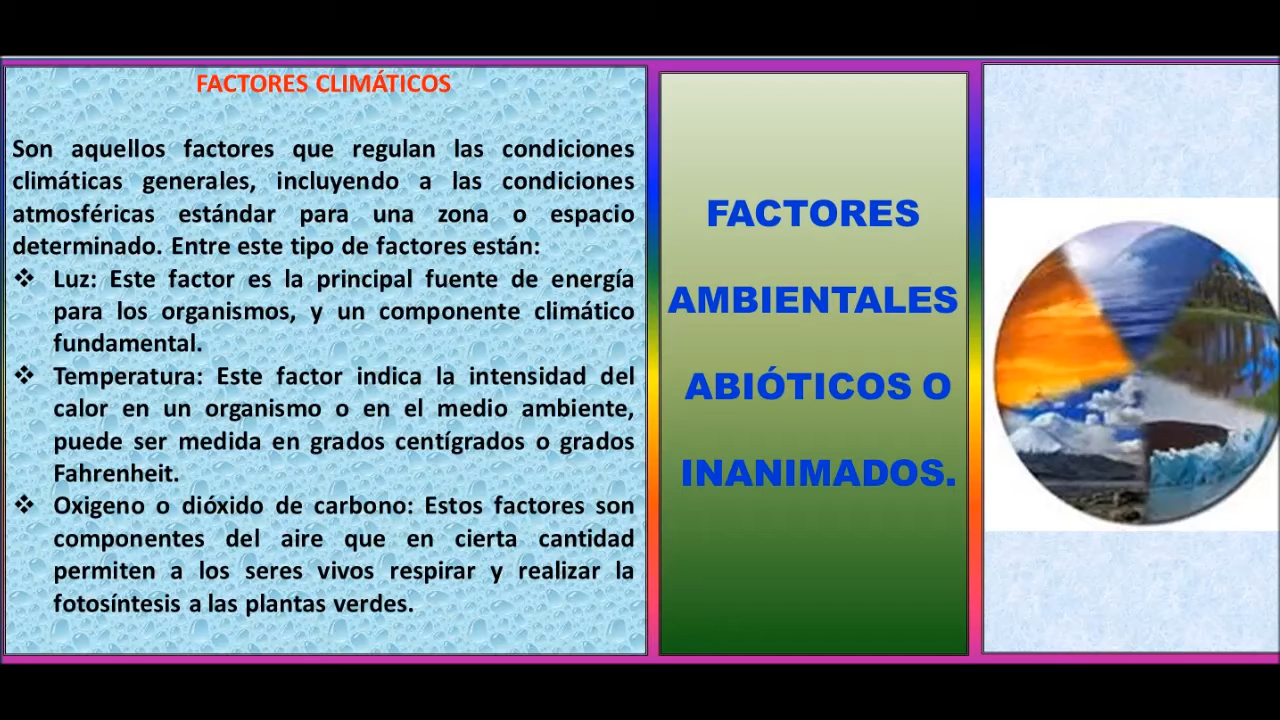 FACTORES CLIMÁTICOS
Son aquellos factores que regulan las condiciones
climáticas generales, incluyendo a las condiciones
atmosféricas estándar para una zona o espacio
determinado. Entre este tipo de factores están:
❖ Luz: Este factor es la principal fuente de energía
para los organismos, y un componente climático
fundamental.
❖ Temperatura: Este factor indica la intensidad del
calor en un organismo o en el medio ambiente,
puede ser medida en grados centígrados o grados
Fahrenheit.
❖ Oxigeno o dióxido de carbono: Estos factores son
componentes del aire que en cierta cantidad
permiten a los seres vivos respirar y realizar la
fotosíntesis a las plantas verdes.
FACTORES
AMBIENTALES
ABIÓTICOS O
INANIMADOS.